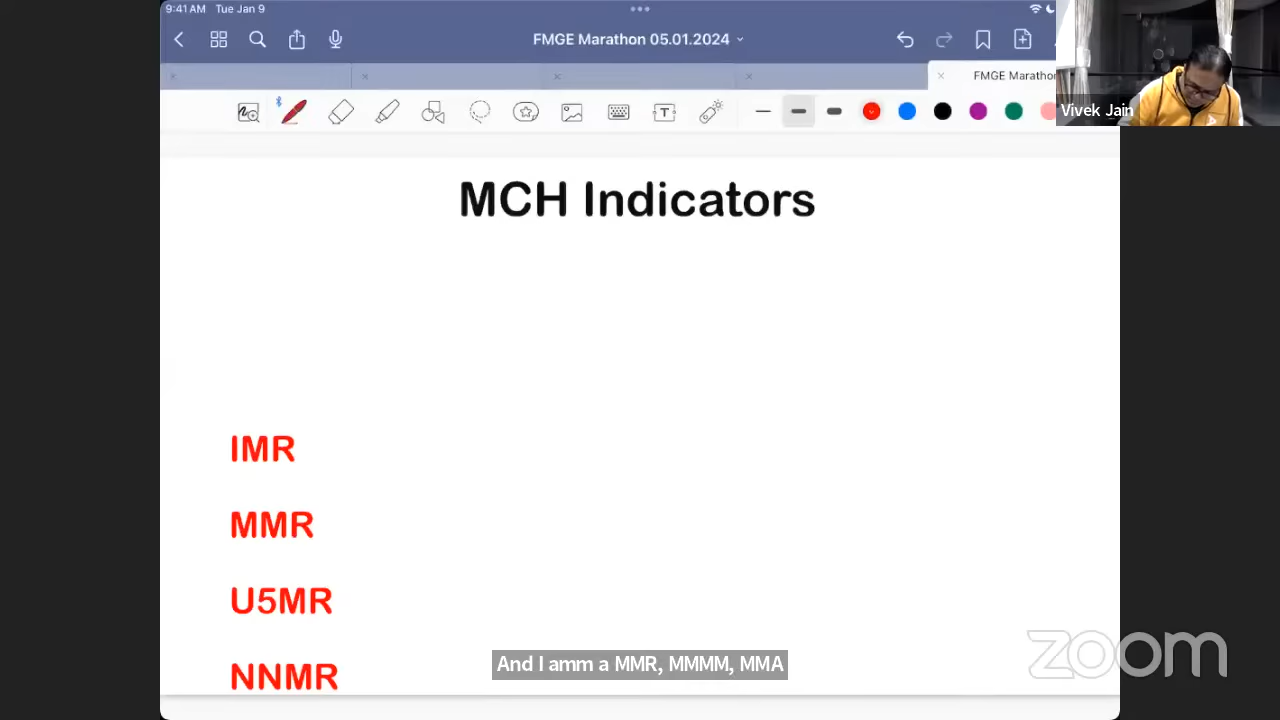 9:41 AM Tue Jan 9
FMGE Marathon 05.01.2024
FMGE Maratho
T
Vivek Jain
MCH Indicators
IMR
MMR
U5MR
NNMR
And I amm a MMR, MMMM, MMA
zoom